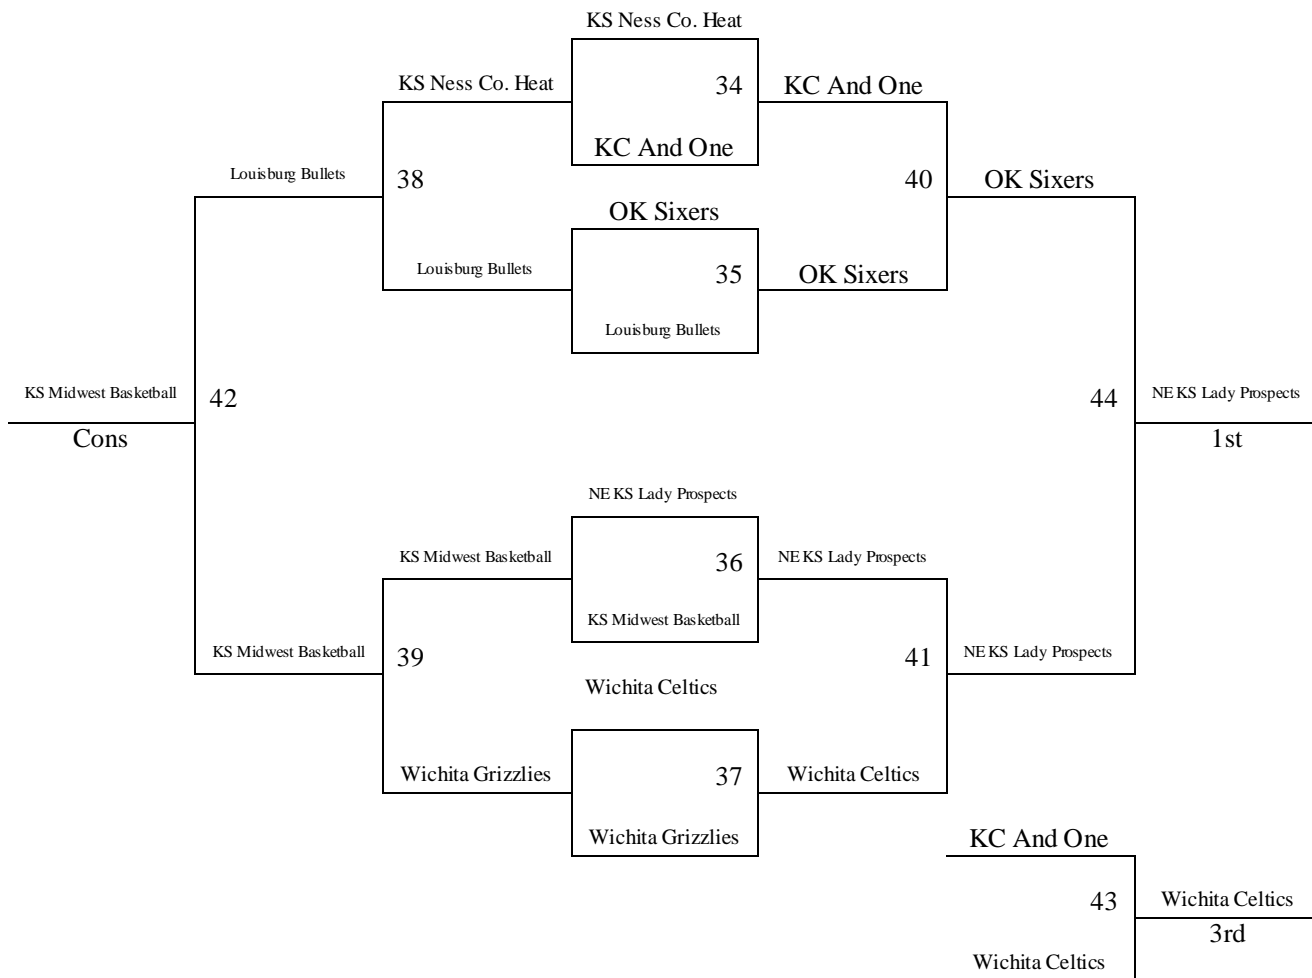 KS Ness Co. Heat
KS Ness Co. Heat
34
KC And One
KC And One
Louisburg Bullets
38
40
OK Sixers
OK Sixers
Louisburg Bullets
35
OK Sixers
Louisburg Bullets
KS Midwest Basketball
42
44
NE KS Lady Prospects
Cons
1st
NE KS Lady Prospects
KS Midwest Basketball
36
NE KS Lady Prospects
KS Midwest Basketball
KS Midwest Basketball
39
41
NE KS Lady Prospects
Wichita Celtics
Wichita Grizzlies
37
Wichita Celtics
Wichita Grizzlies
KC And One
43
Wichita Celtics
3rd
Wichita Celtics